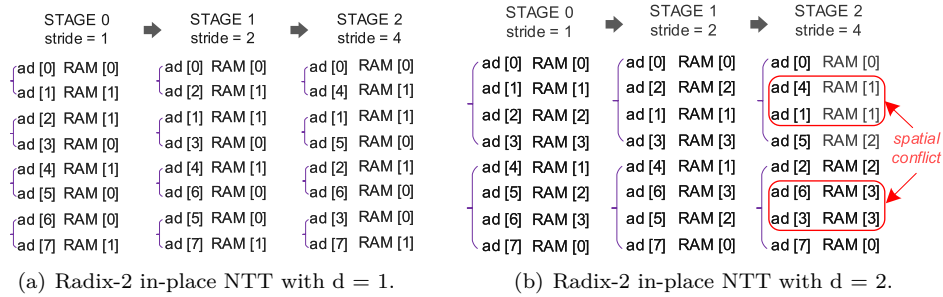 STAGE 0 STAGE 1 STAGE 2
stride = 1 stride = 2 stride = 4
ad [0] RAM [0] ad [0] RAM [0] ad [0] RAM [0]
ad [1] RAM [1] ad [2] RAM [1] ad [4] RAM [1]
ad [2] RAM [1] ad [1] RAM [1] ad [1] RAM [1]
ad [3] RAM [0] ad [3] RAM [0] ad [5] RAM [0]
ad [4] RAM [1] ad [4] RAM [1] ad [2] RAM [1]
ad [5] RAM [0] ad [6] RAM [0] ad [6] RAM [0]
ad [6] RAM [0] ad [5] RAM [0] ad [3] RAM [0]
ad [7] RAM [1] ad [7] RAM [1] ad [7] RAM [1]
(a) Radix-2 in-place NTT with d = 1.
STAGE 0 STAGE 1 STAGE 2
stride = 1 stride = 2 stride = 4
ad [0] RAM [0] ad [0] RAM [0] ad [0] RAM [0]
ad [1] RAM [1] ad [2] RAM [2] ad [4] RAM [1]
ad [2] RAM [2] ad [1] RAM [1] ad [1] RAM [1]
ad [3] RAM [3] ad [3] RAM [3] ad [5] RAM [2]
ad [4] RAM [1] ad [4] RAM [1] ad [2] RAM [2]
ad [5] RAM [2] ad [6] RAM [3] ad [6] RAM [3]
ad [6] RAM [3] ad [5] RAM [2] ad [3] RAM [3]
ad [7] RAM [0] ad [7] RAM [0] ad [7] RAM [0]
spatial
conflict
(b) Radix-2 in-place NTT with d = 2.